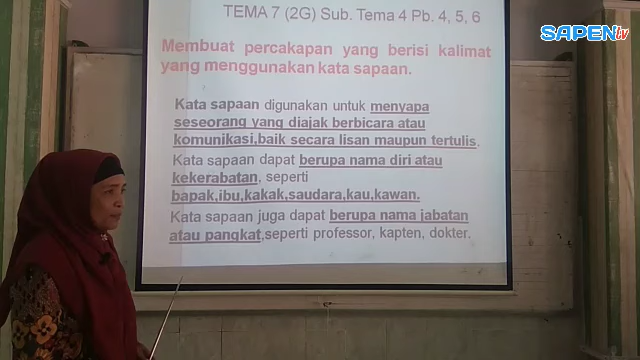 TEMA 7 (2G) Sub. Tema 4 Pb. 4, 5, 6
SAPEN tv
Membuat percakapan yang berisi kalimat
yang menggunakan kata sapaan.
Kata sapaan digunakan untuk menyapa
seseorang yang diajak berbicara atau
komunikasi,baik secara lisan maupun tertulis.
Kata sapaan dapat berupa nama diri atau
kekerabatan, seperti
bapak,ibu,kakak,saudara,kau,kawan.
Kata sapaan juga dapat berupa nama jabatan
atau pangkat,seperti professor, kapten, dokter.